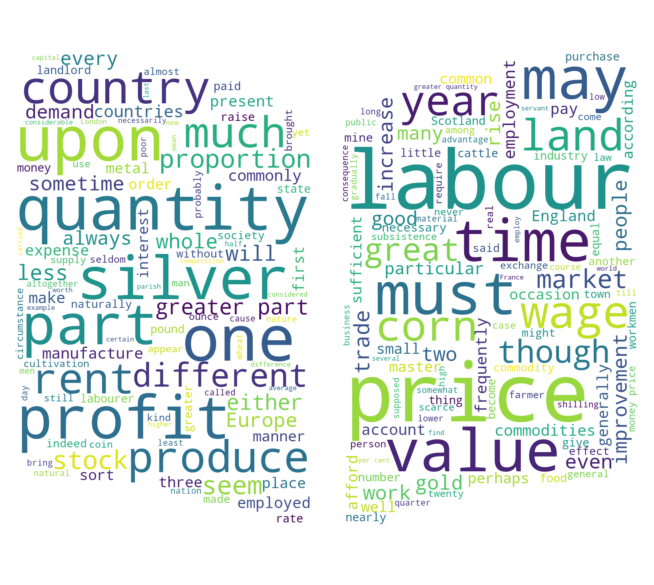 capital
every
almost
last
landlord
country
paid
present
demand
countries
raise
considerable
London
necessarily
new
mean
brought
yet
upon
much
proportion
metal
use
poor
money
sometime
order
commonly
probably
state
quantity
carried
always
interest
whole
society
half
without
will
expense
supply
seldom
competition
first
less
altogether
parish
man
considered
silver
circumstance
worth
make
example
naturally
greater part
ounce
cause
nature
pound
part
one
certain
manufacture
appear
wheat
difference
cultivation
men
rent
different
day
still
labourer
called
average
profit
kind
greater
higher
either
Europe
manner
indeed
coin
least
stock
produce
bring
natural
sort
three
nation
seem
place
made
employed
rate
purchase
common
greater quantity
servant
may
low
come
employment
year
long
public
increase
many
among
Scotland
pay
rise
advantage
land
according
mine
little
cattle
industry
law
consequence
gradually
fall
require
labour
good
material
never
real
employ
England
people
necessary
subsistence
said
time
equal
great
sufficient
particular
exchange
France
course
another
world
market
must
occasion
town
till
business
trade
corn
wage
workmen
several
small
two
frequently
case
might
though
money price
improvement
generally
master
commodity
supposed
somewhat
high
become
thing
scarce
farmer
shilling
price
lower
find
account
commodities
person
give
effect
value
even
afford
per cent
number
gold
perhaps
food
general
work
twenty
well
quarter
nearly